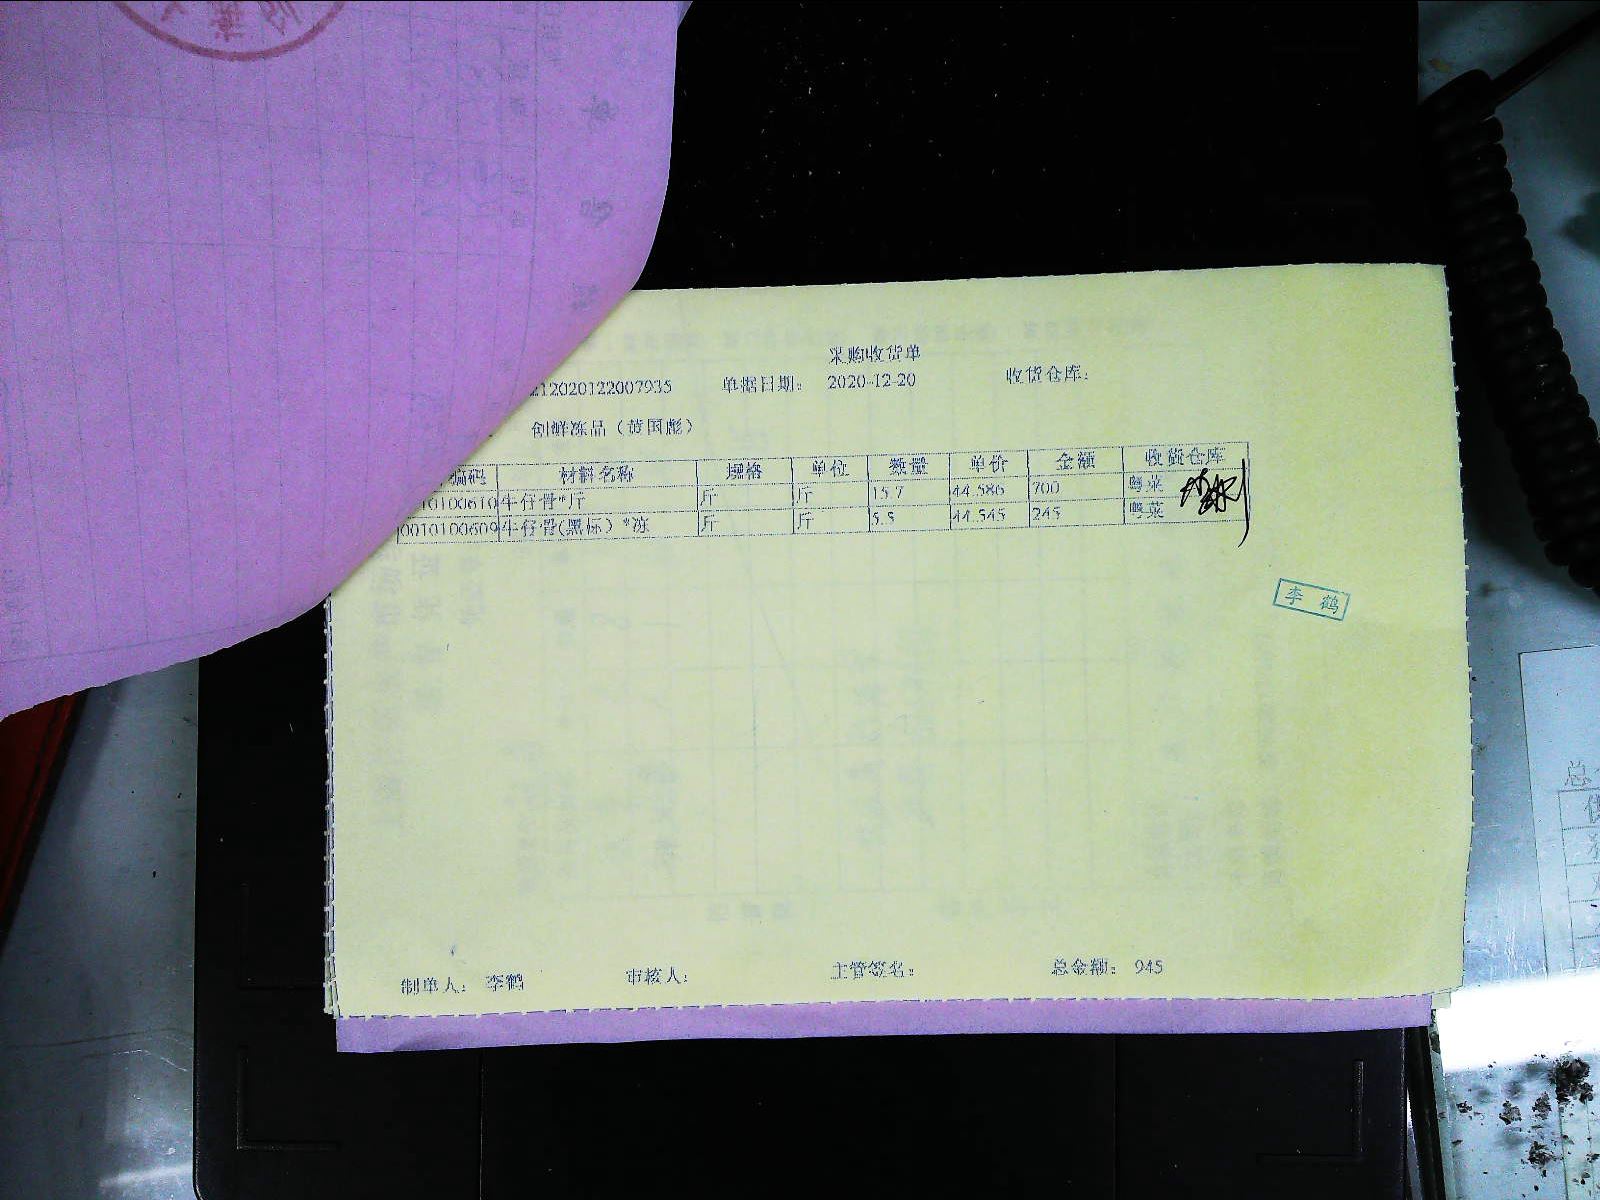 采购收货单
212020122007935 单据日期: 2020-12-20 收货仓库:
创鲜冻品（黄国彪）
编码 材料名称 规格 单位 数量 单价 金额 收货仓库
10100610 牛仔骨*斤 斤 斤 15.7 44.586 700 粤菜
0010100609 牛仔骨(黑标）*冻 斤 斤 5.5 44.545 245 粤菜
李 鹤
制单人: 李鹤 审核人: 主管签名: 总金额: 945